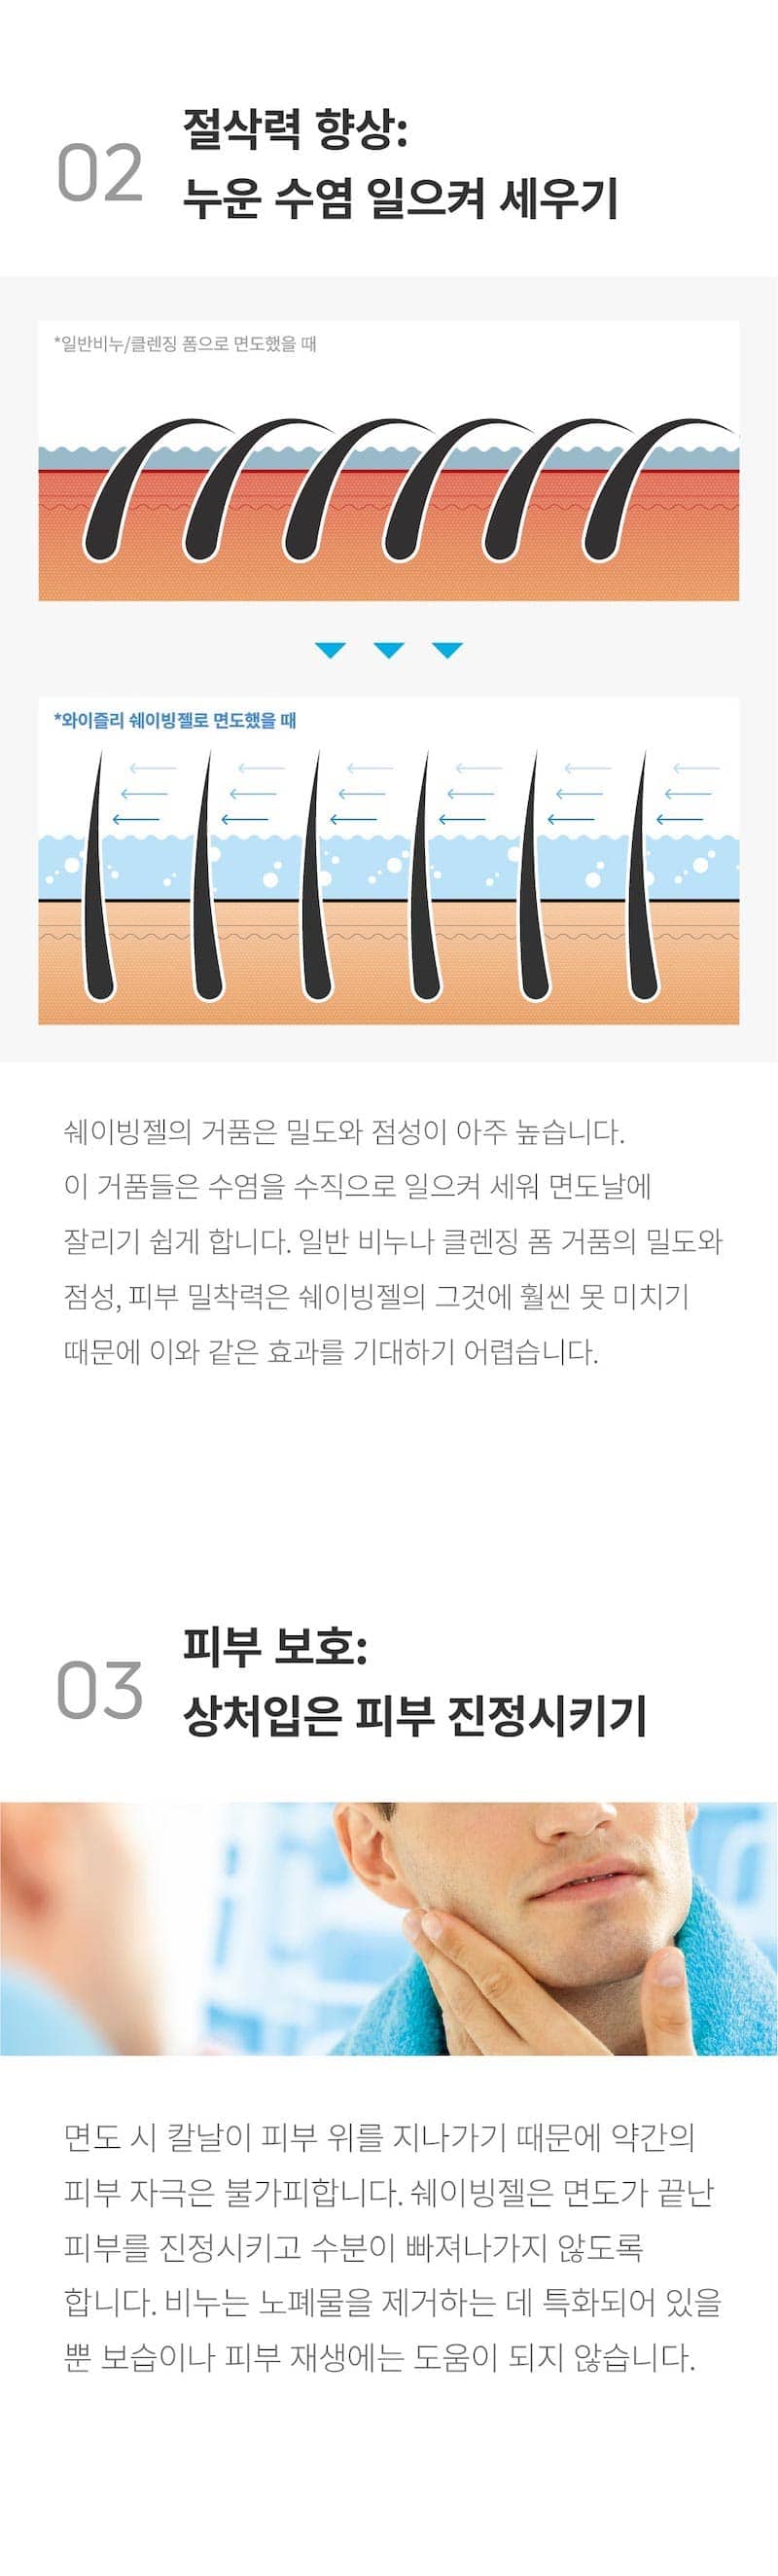 02
절삭력 향상:
누운 수염 일으켜 세우기
*일반비누/클렌징 폼으로 면도했을 때
*와이즐리 쉐이빙젤로 면도했을 때
쉐이빙젤의 거품은 밀도와 점성이 아주 높습니다.
이 거품들은 수염을 수직으로 일으켜 세워 면도날에
잘리기 쉽게 합니다. 일반 비누나 클렌징 폼 거품의 밀도와
점성, 피부 밀착력은 쉐이빙젤의 그것에 훨씬 못 미치기
때문에 이와 같은 효과를 기대하기 어렵습니다.
03
피부 보호:
상처입은 피부 진정시키기
면도 시 칼날이 피부 위를 지나가기 때문에 약간의
피부 자극은 불가피합니다. 쉐이빙젤은 면도가 끝난
피부를 진정시키고 수분이 빠져나가지 않도록
합니다. 비누는 노폐물을 제거하는 데 특화되어 있을
뿐 보습이나 피부 재생에는 도움이 되지 않습니다.